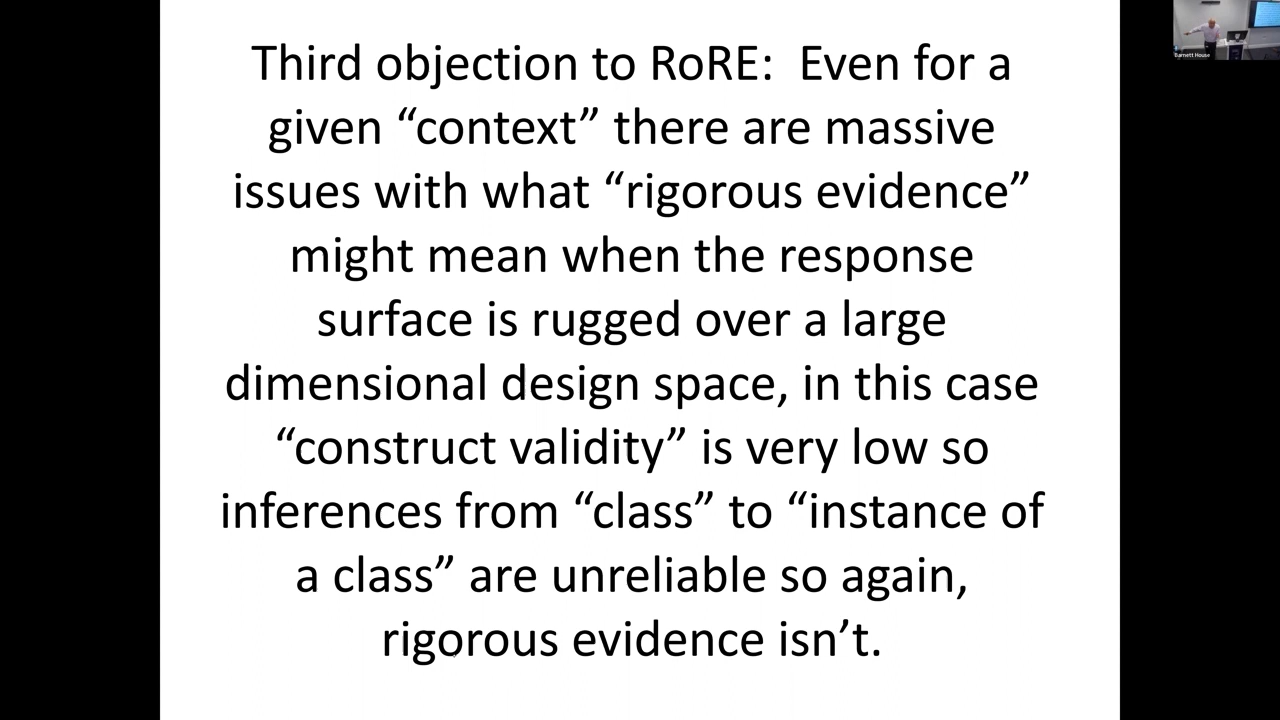 Third objection to RoRE:  Even for a
given “context” there are massive
issues with what “rigorous evidence”
might mean when the response
surface is rugged over a large
dimensional design space, in this case
“construct validity” is very low so
inferences from “class” to “instance of
a class” are unreliable so again,
rigorous evidence isn’t.
Barnett House